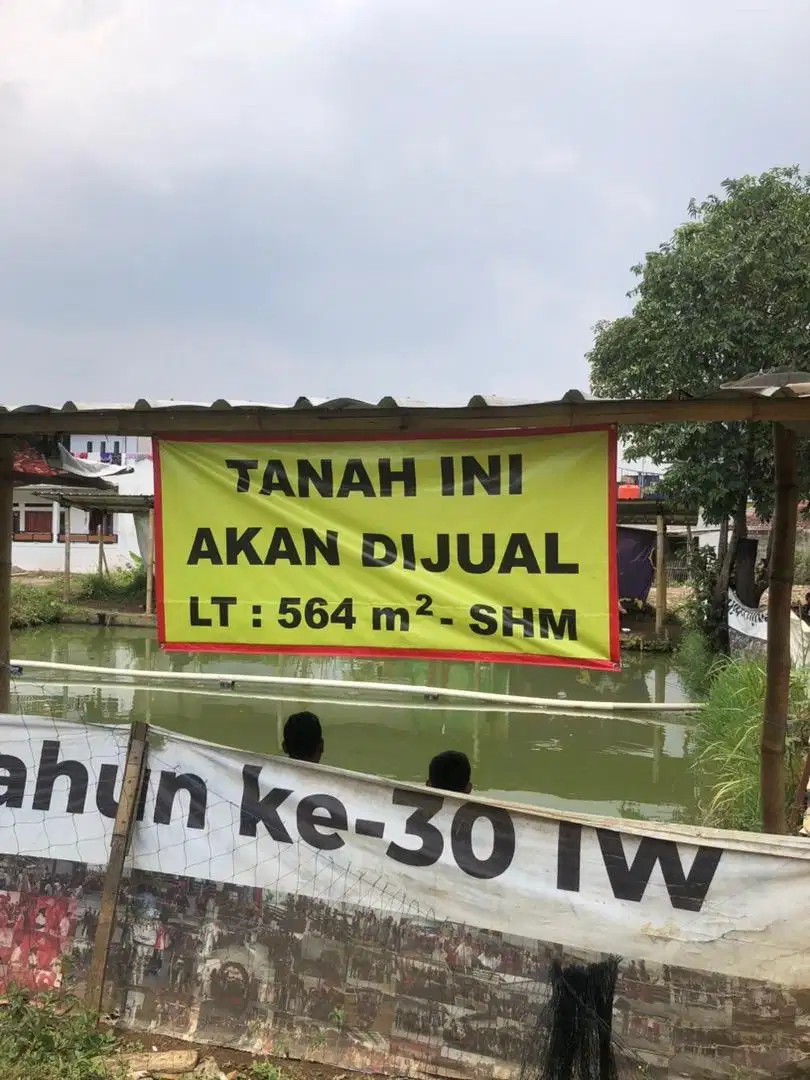 TANAH INI
AKAN DIJUAL
LT : 564 m² - SHM
ahun ke-30 IW